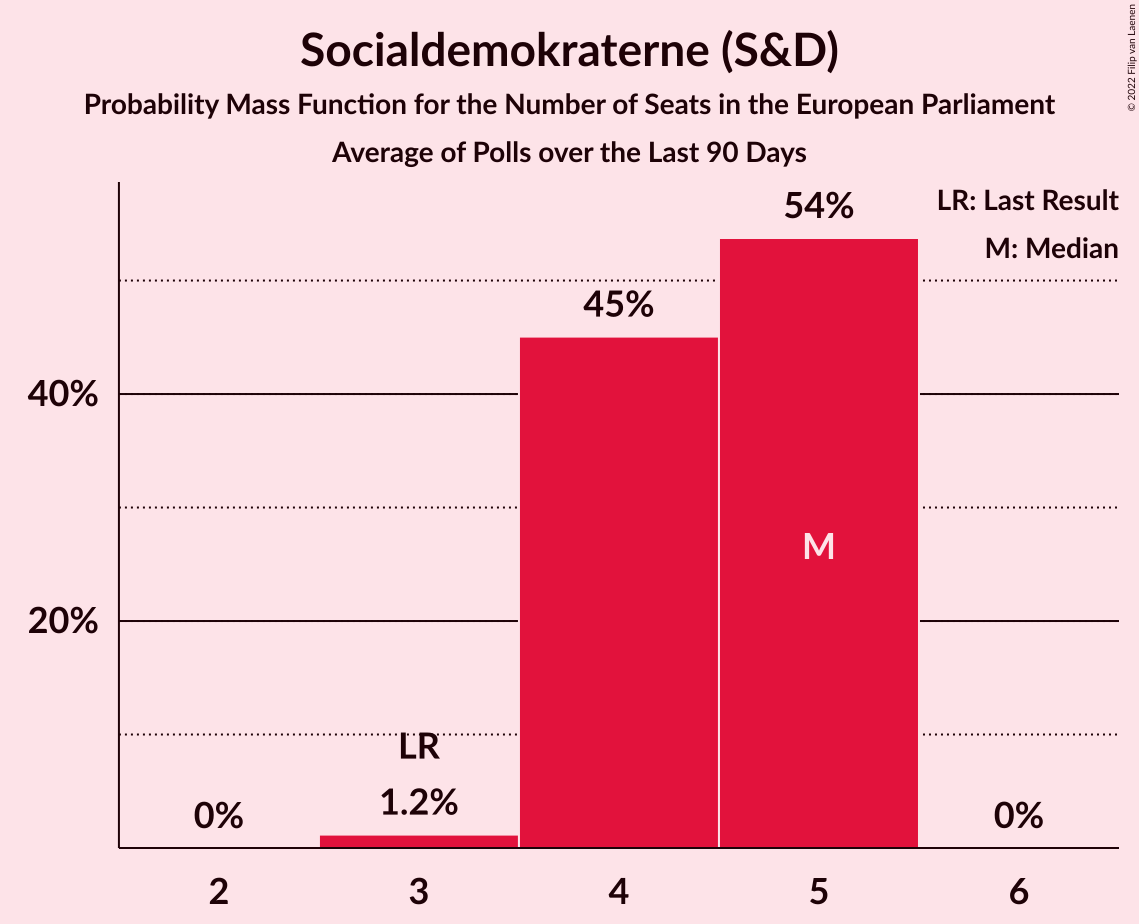 Socialdemokraterne (S&D)
Probability Mass Function for the Number of Seats in the European Parliament
Average of Polls over the Last 90 Days
© 2022 Filip van Laenen
LR: Last Result
M: Median
54%
45%
40%
M
20%
LR
1.2%
0%
0%
2
3
4
5
6